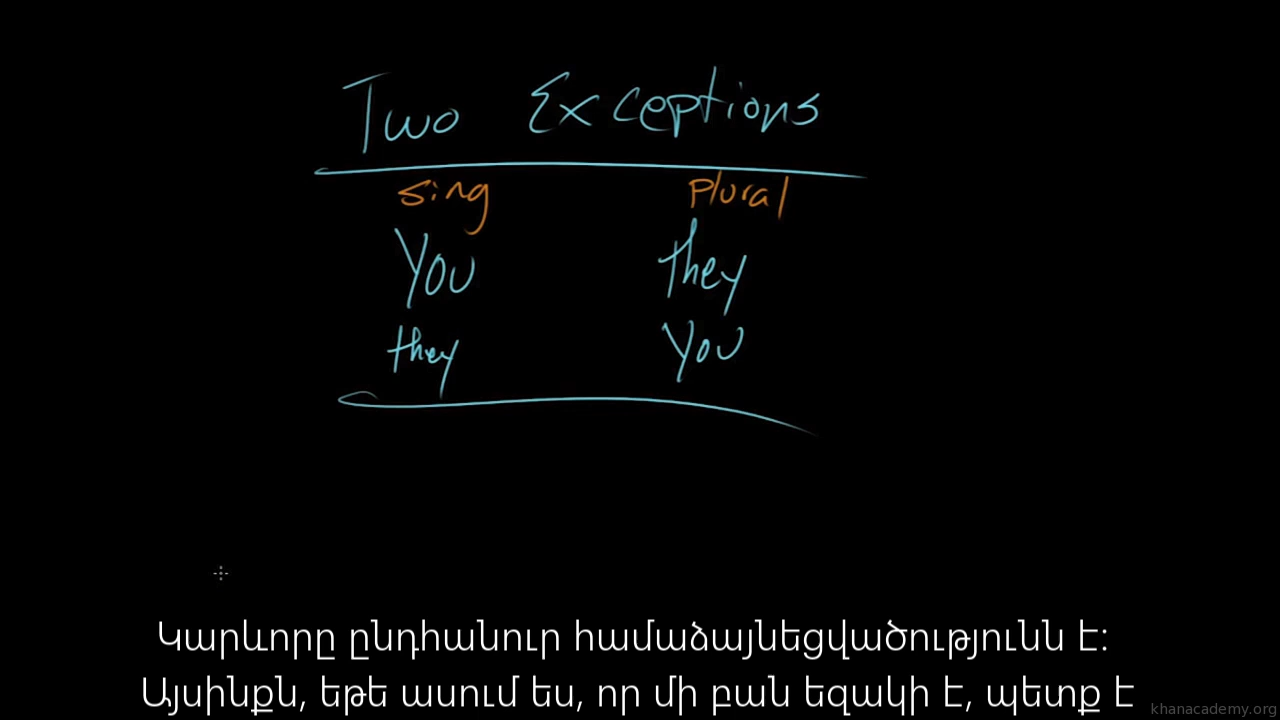 Two Exceptions
sing plural
You they
they You
Կարևորը ընդհանուր համաձայնեցվածությունն է:
Այսինքն, եթե ասում ես, որ մի բան եզակի է, պետք է
khanacademy.org